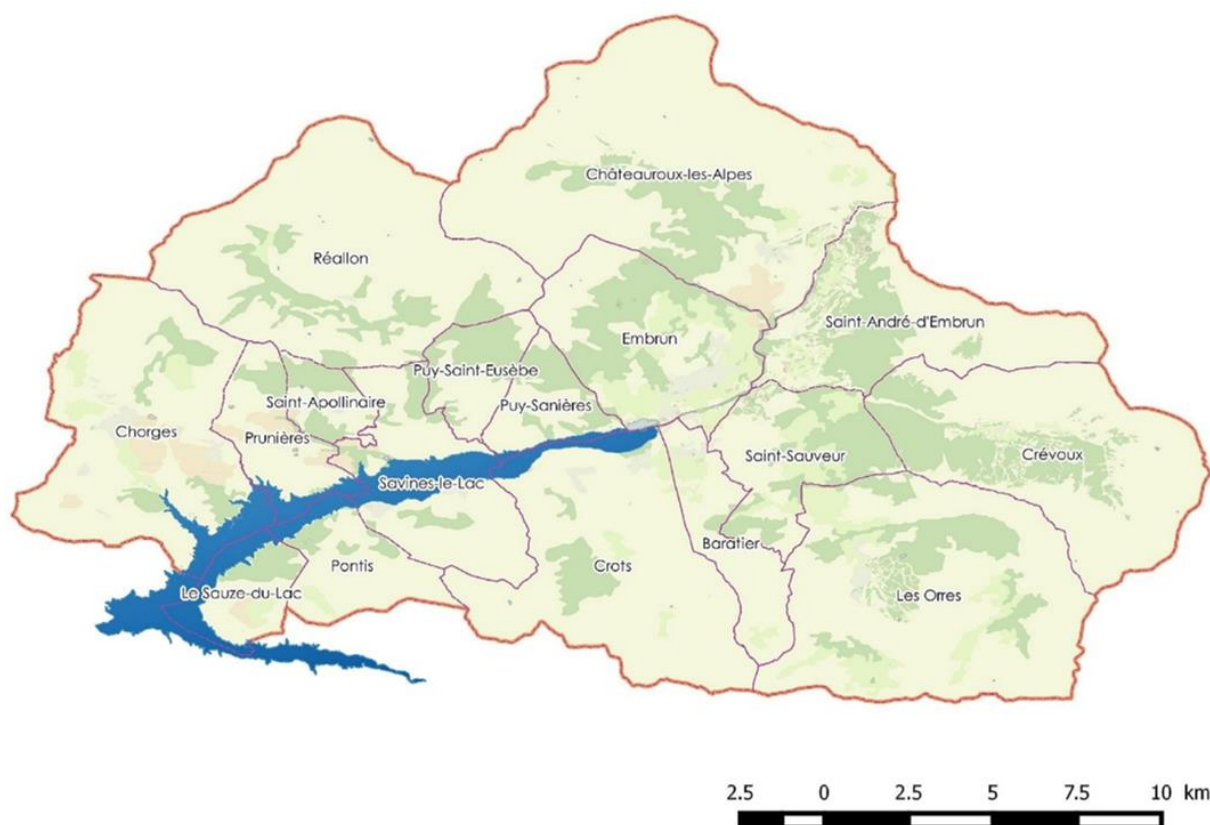 Châteauroux-les-Alpes
Réallon
Saint-André-d'Embrun
Embrun
Puy-Saint-Eusèbe
Saint-Apollinaire
Puy-Sanières
Chorges
Prunières
Saint-Sauveur
Crévoux
Savines-le-Lac
Baratier
Pontis
Crots
Le Sauze-du-Lac
Les Orres
2.5 0 2.5 5 7.5 10 km